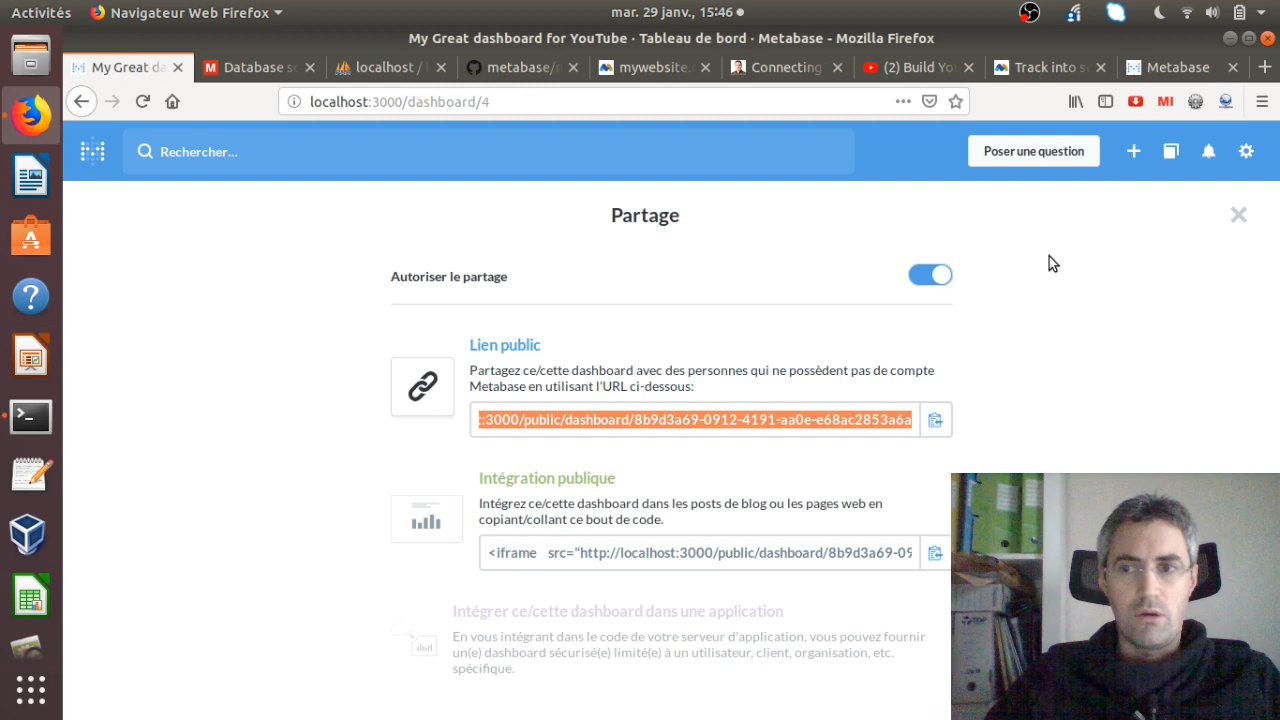 Activités
Navigateur Web Firefox
mar. 29 janv., 15:46
My Great dashboard for YouTube · Tableau de bord · Metabase - Mozilla Firefox
My Great da
Database sc
localhost /
metabase/
mywebsite.
Connecting
(2) Build Yo
Track into s
Metabase
localhost:3000/dashboard/4
MI
Rechercher...
Poser une question
Partage
Autoriser le partage
Lien public
Partagez ce/cette dashboard avec des personnes qui ne possèdent pas de compte
Metabase en utilisant l'URL ci-dessous:
:3000/public/dashboard/8b9d3a69-0912-4191-aa0e-e68ac2853a6a
Intégration publique
Intégrez ce/cette dashboard dans les posts de blog ou les pages web en
copiant/collant ce bout de code.
<iframe src="http://localhost:3000/public/dashboard/8b9d3a69-09
Intégrer ce/cette dashboard dans une application
En vous intégrant dans le code de votre serveur d'application, vous pouvez fournir
un(e) dashboard sécurisé(e) limité(e) à un utilisateur, client, organisation, etc.
spécifique.